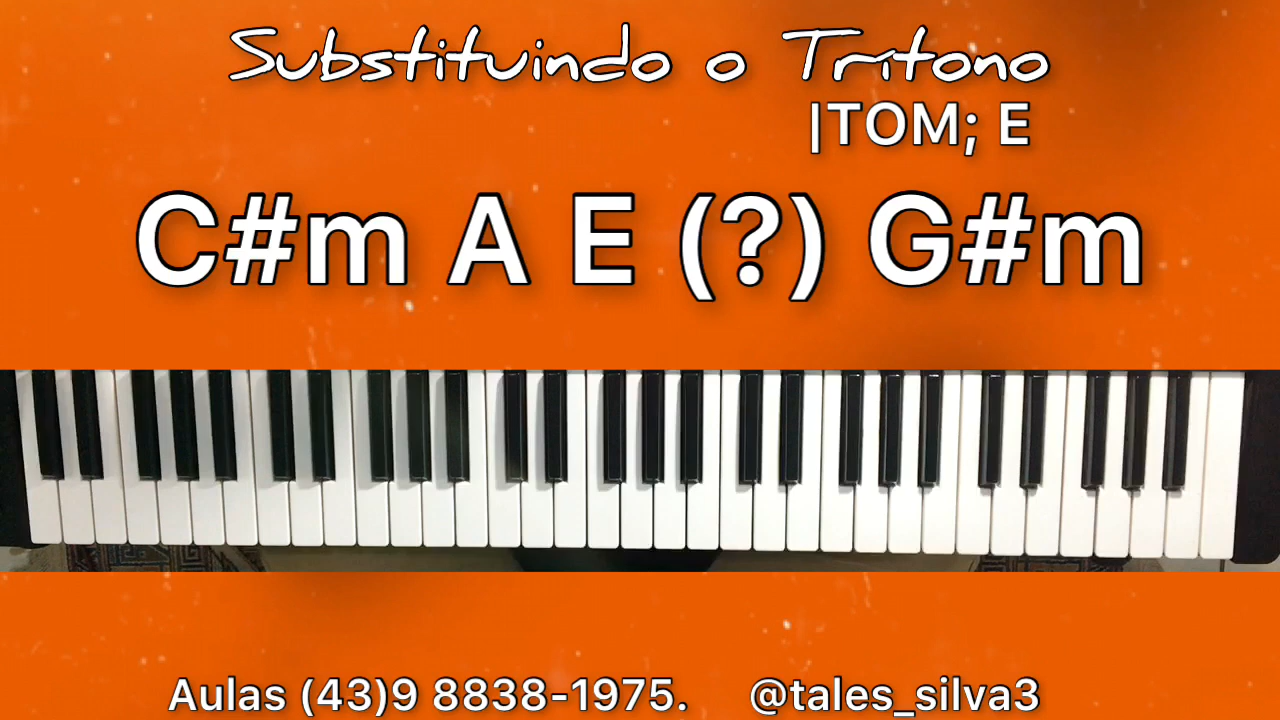 Substituindo o Trítono
|TOM; E
C#m A E (?) G#m
Aulas (43)9 8838-1975. @tales_silva3